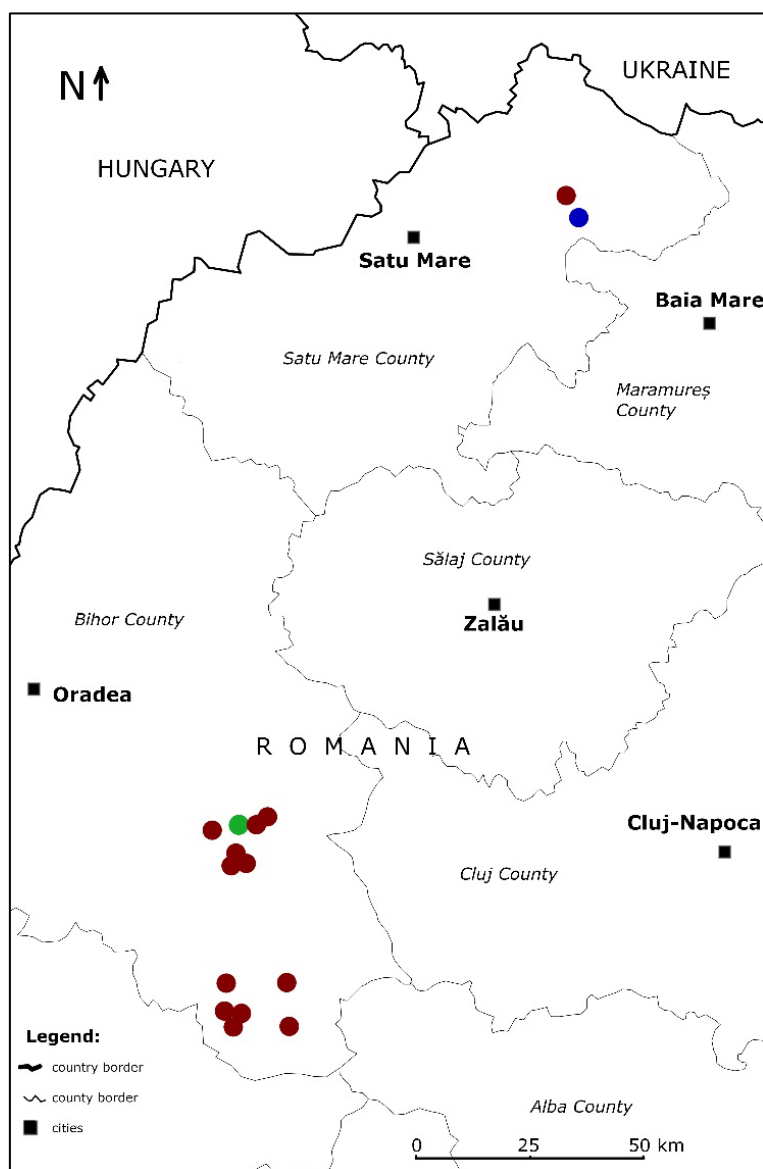 UKRAINE
N
HUNGARY
Satu Mare
Baia Mare
Satu Mare County
Maramureș
County
Sălaj County
Bihor County
Zalău
Oradea
ROMANIA
Cluj-Napoca
Cluj County
Legend:
country border
county border
cities
Alba County
0 25 50 km